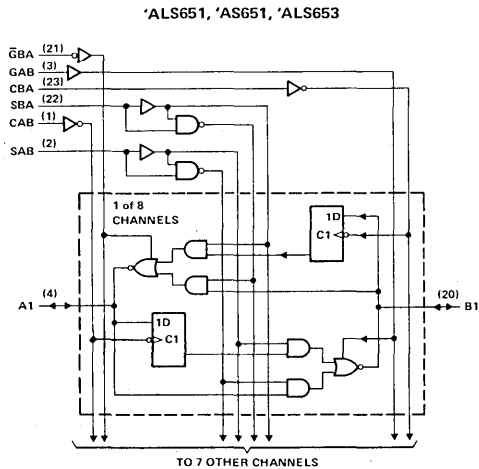 'ALS651, 'AS651, 'ALS653
G̅BA (21)
GAB (3)
CBA (23)
SBA (22)
CAB (1)
SAB (2)
1 of 8
CHANNELS
1D
C1
A1 (4)
(20) B1
1D
C1
TO 7 OTHER CHANNELS